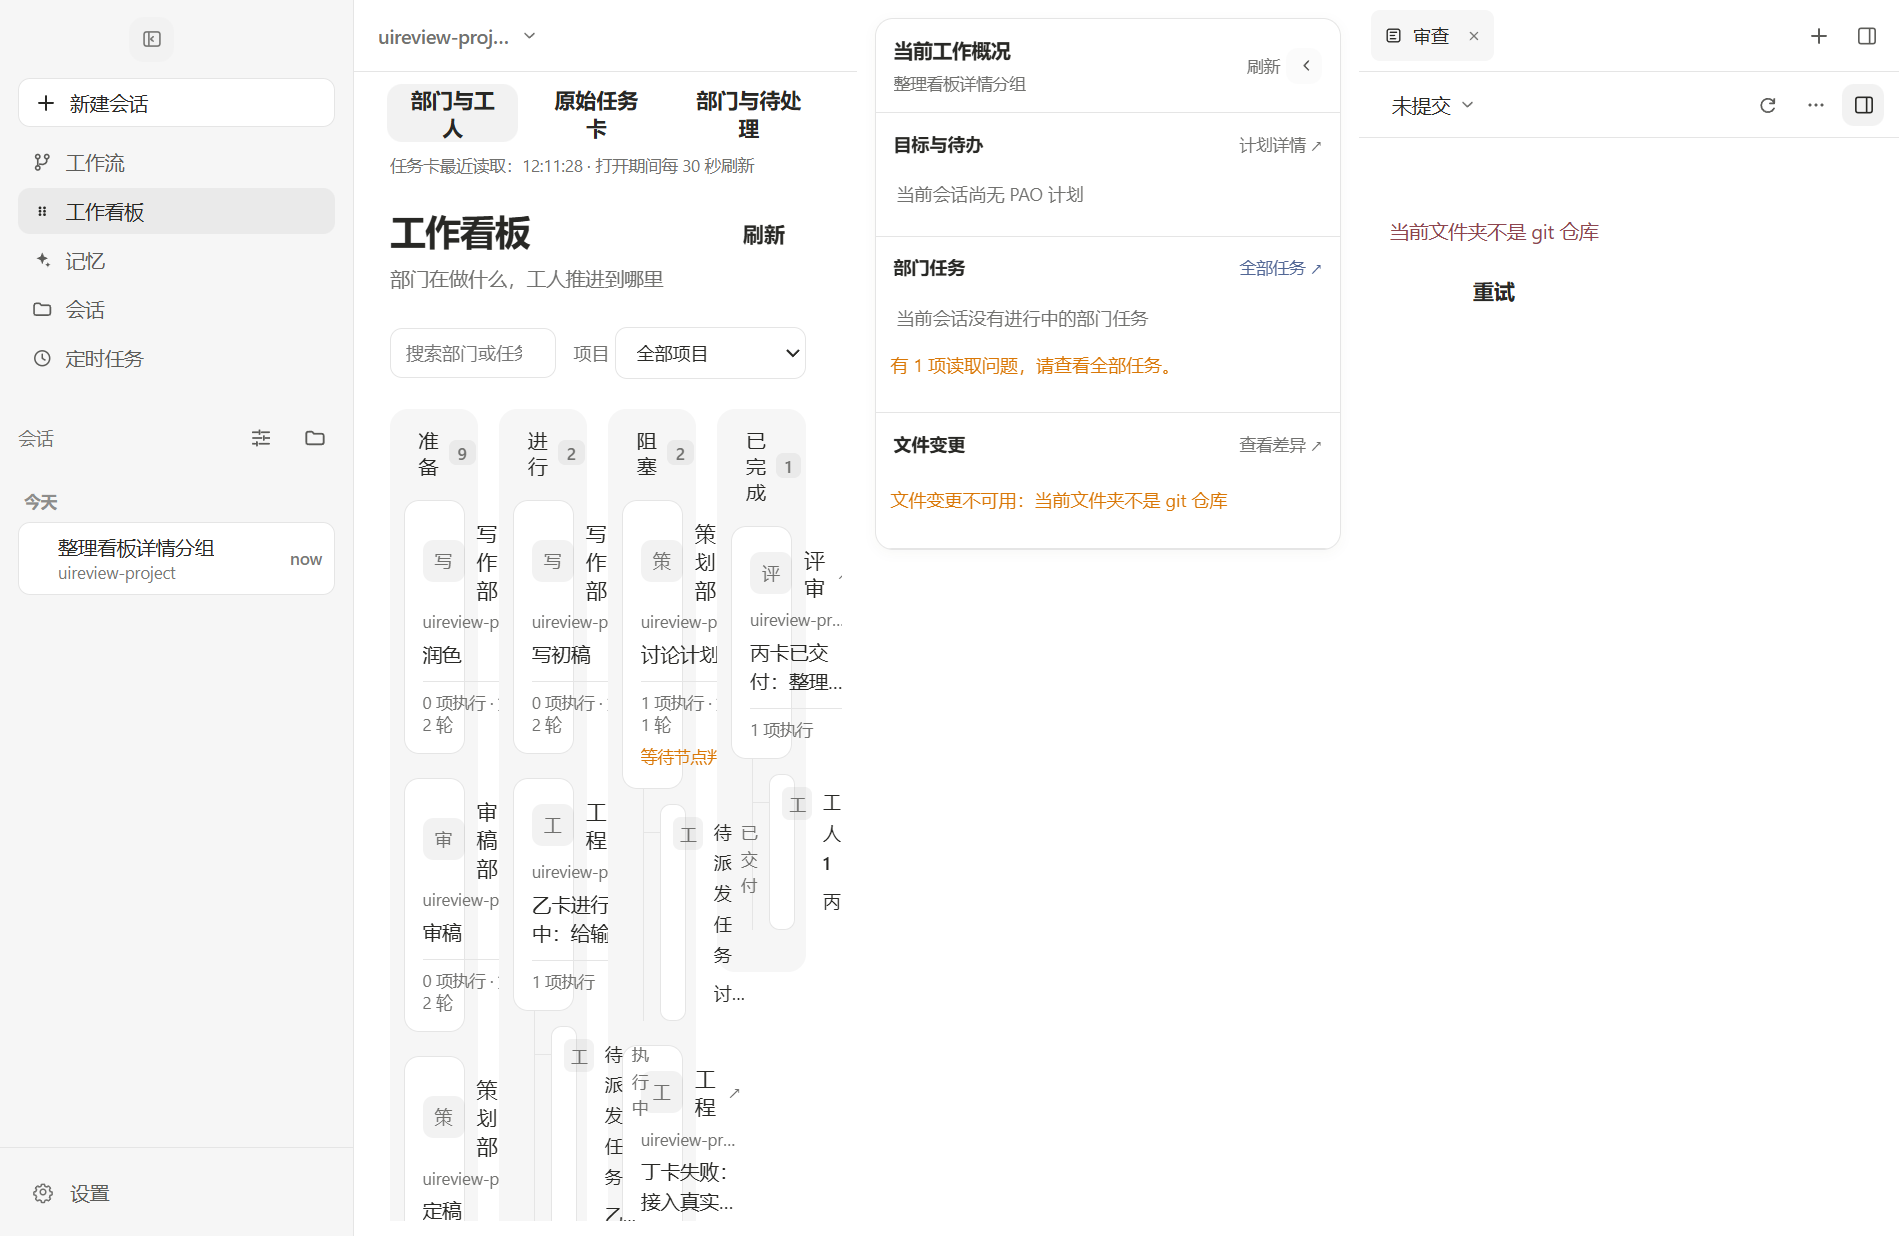 新建会话
工作流
工作看板
记忆
会话
定时任务
会话
今天
整理看板详情分组
uireview-project
now
设置
uireview-proj...
部门与工
人
原始任务
卡
部门与待处
理
任务卡最近读取：12:11:28 · 打开期间每 30 秒刷新
工作看板
刷新
部门在做什么，工人推进到哪里
搜索部门或任务
项目
全部项目
准
备
9
写
写
作
部
uireview-p
润色
0 项执行 ·
2 轮
审
审
稿
部
uireview-p
审稿
0 项执行 ·
2 轮
策
策
划
部
uireview-p
定稿
进
行
2
写
写
作
部
uireview-p
写初稿
0 项执行 ·
2 轮
工
工
程
uireview-p
乙卡进行
中：给输
1 项执行
工
待
派
发
任
务
乙...
执
行
中
阻
塞
2
策
策
划
部
uireview-p
讨论计划
1 项执行 ·
1 轮
等待节点判
工
待
派
发
任
务
讨...
已
交
付
工
工
程
↗
uireview-pr...
丁卡失败：
接入真实...
已
完
成
1
评
评
审
uireview-pr...
丙卡已交
付：整理...
1 项执行
工
工
人
1
丙
当前工作概况
整理看板详情分组
刷新
目标与待办
计划详情 ↗
当前会话尚无 PAO 计划
部门任务
全部任务 ↗
当前会话没有进行中的部门任务
有 1 项读取问题，请查看全部任务。
文件变更
查看差异 ↗
文件变更不可用：当前文件夹不是 git 仓库
审查
未提交
当前文件夹不是 git 仓库
重试